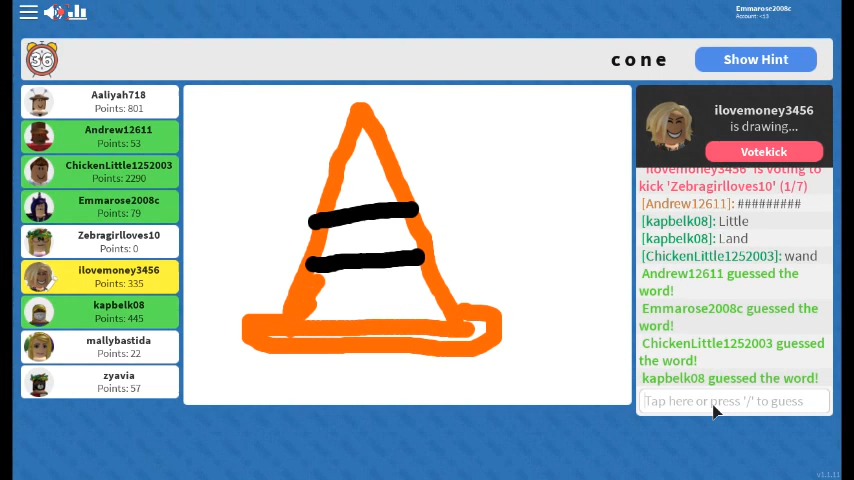 Emmarose2008c
Account: <13
36
cone
Show Hint
Aaliyah718
Points: 801
Andrew12611
Points: 53
ChickenLittle1252003
Points: 2290
Emmarose2008c
Points: 79
Zebragirlloves10
Points: 0
ilovemoney3456
Points: 335
kapbelk08
Points: 445
mallybastida
Points: 22
zyavia
Points: 57
ilovemoney3456
is drawing...
Votekick
'ilovemoney3456' is voting to
kick 'Zebragirlloves10' (1/7)
[Andrew12611]: #########
[kapbelk08]: Little
[kapbelk08]: Land
[ChickenLittle1252003]: wand
Andrew12611 guessed the
word!
Emmarose2008c guessed the
word!
ChickenLittle1252003 guessed
the word!
kapbelk08 guessed the word!
Tap here or press '/' to guess
v1.1.11